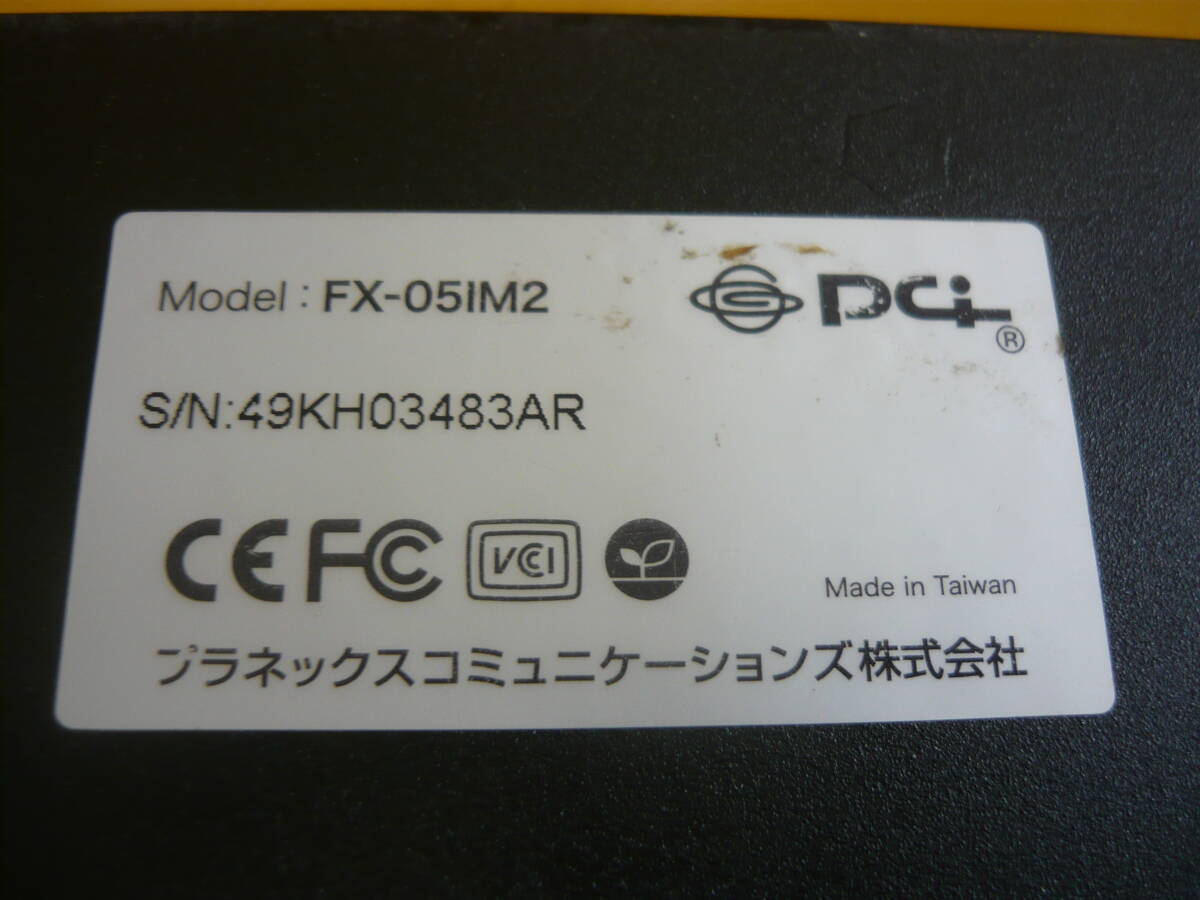 Model : FX-05IM2
PCi ®
S/N:49KH03483AR
CE FC VCCI
Made in Taiwan
プラネックスコミュニケーションズ株式会社